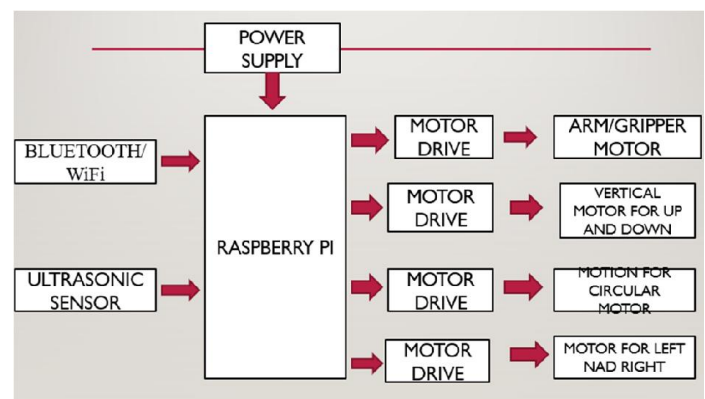 POWER
SUPPLY
BLUETOOTH/
WiFi
ULTRASONIC
SENSOR
RASPBERRY PI
MOTOR
DRIVE
ARM/GRIPPER
MOTOR
MOTOR
DRIVE
VERTICAL
MOTOR FOR UP
AND DOWN
MOTOR
DRIVE
MOTION FOR
CIRCULAR
MOTOR
MOTOR
DRIVE
MOTOR FOR LEFT
NAD RIGHT